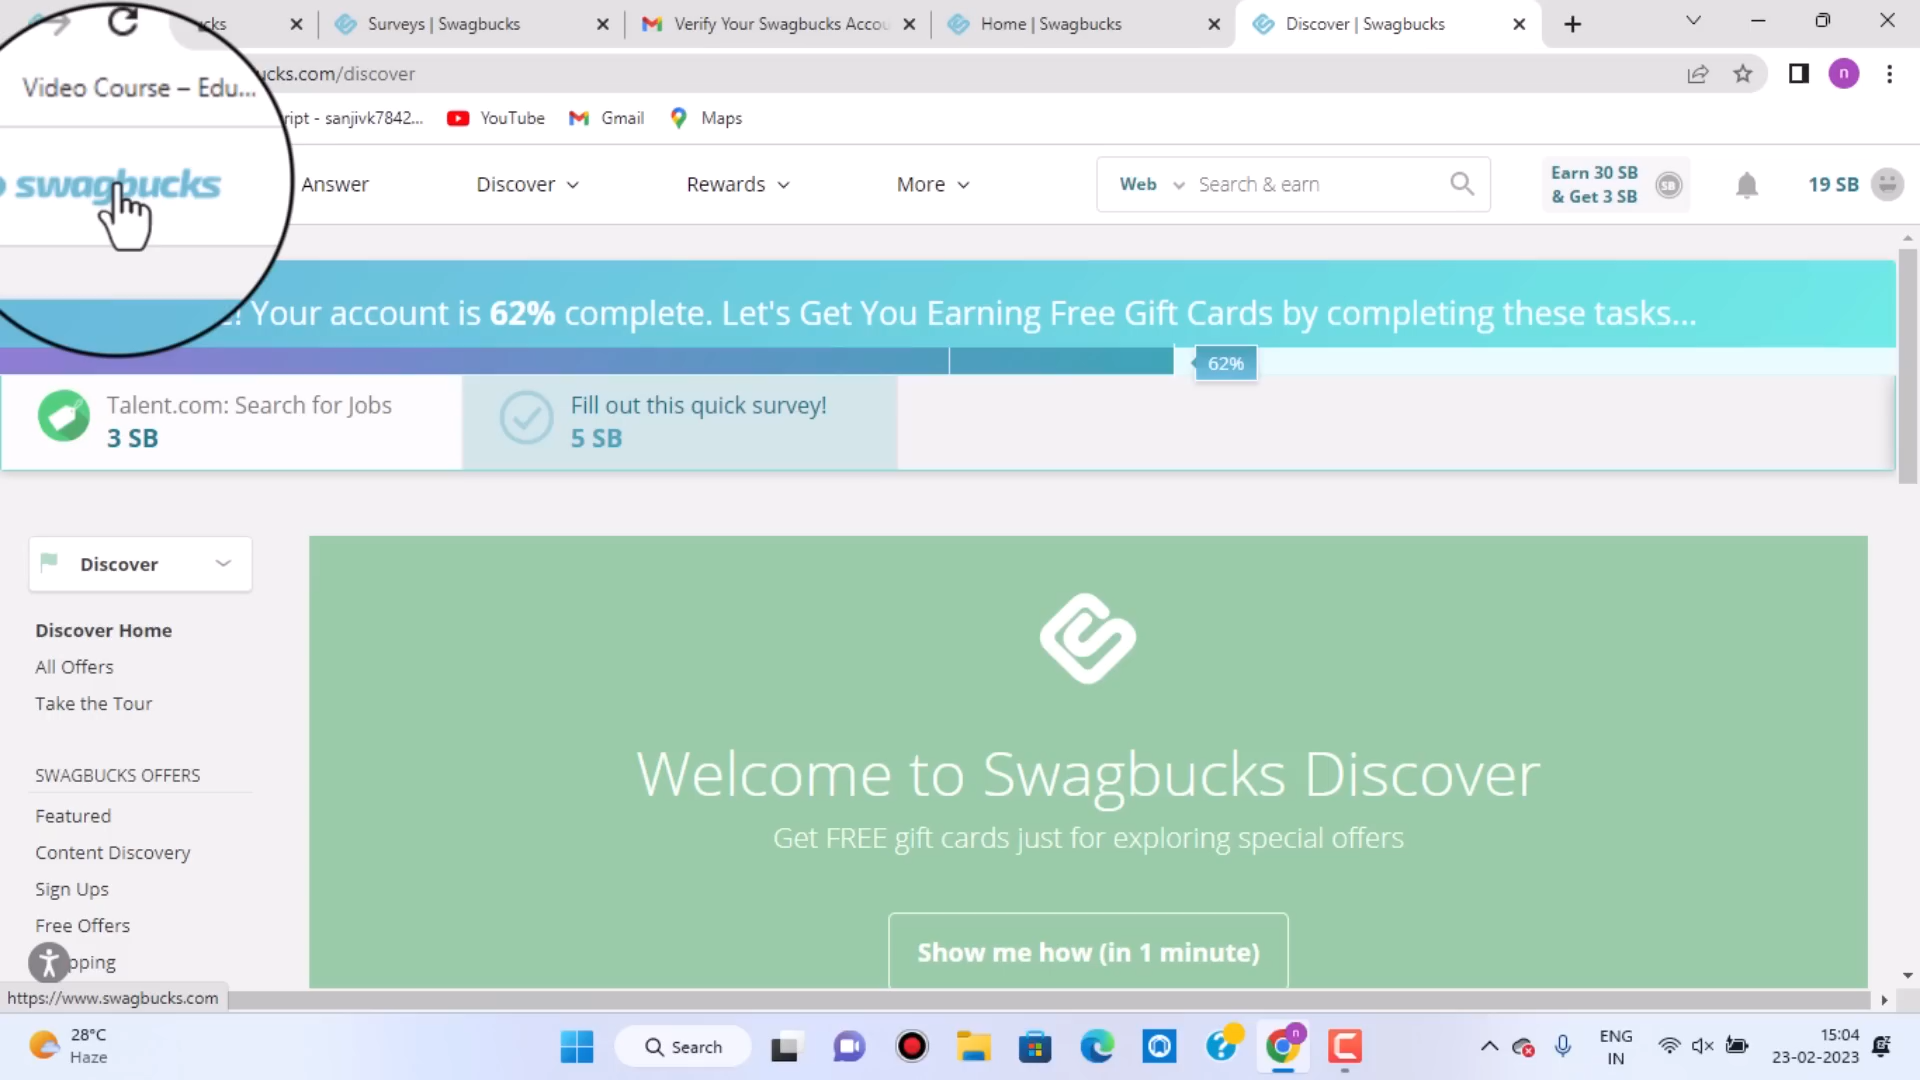 Surveys | Swagbucks
Verify Your Swagbucks Accou
Home | Swagbucks
Discover | Swagbucks
Video Course – Edu...
cks.com/discover
n
ript - sanjivk7842...
YouTube
Gmail
Maps
swagbucks
Answer
Discover
Rewards
More
Web
Search & earn
Earn 30 SB
& Get 3 SB
SB
19 SB
Your account is 62% complete. Let's Get You Earning Free Gift Cards by completing these tasks...
62%
Talent.com: Search for Jobs
3 SB
Fill out this quick survey!
5 SB
Discover
Discover Home
All Offers
Take the Tour
SWAGBUCKS OFFERS
Featured
Content Discovery
Sign Ups
Free Offers
pping
Welcome to Swagbucks Discover
Get FREE gift cards just for exploring special offers
Show me how (in 1 minute)
https://www.swagbucks.com
28°C
Haze
Search
n
ENG
IN
15:04
23-02-2023